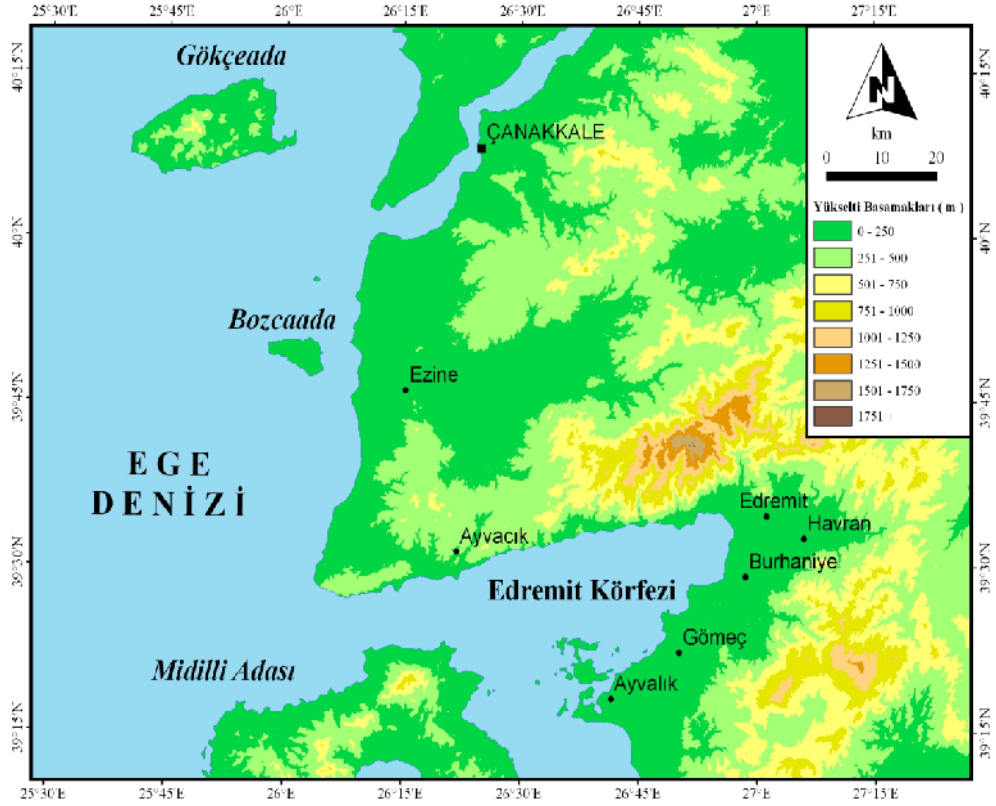 25°30'E 25°45'E 26°E 26°15'E 26°30'E 26°45'E 27°E 27°15'E
40°15'N
40°15'N
Gökçeada
ÇANAKKALE
N
km
0 10 20
Yükselti Basamakları ( m )
0 - 250
251 - 500
501 - 750
751 - 1000
1001 - 1250
1251 - 1500
1501 - 1750
1751 +
40°N
40°N
Bozcaada
Ezine
39°45'N
39°45'N
EGE
DENİZİ
Edremit
Havran
Ayvacık
Burhaniye
39°30'N
39°30'N
Edremit Körfezi
Gömeç
Midilli Adası
Ayvalık
39°15'N
39°15'N
25°30'E 25°45'E 26°E 26°15'E 26°30'E 26°45'E 27°E 27°15'E